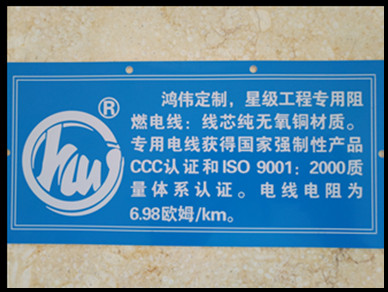 ®
鸿伟定制，星级工程专用阻
燃电线：线芯纯无氧铜材质。
专用电线获得国家强制性产品
CCC认证和ISO 9001：2000质
量体系认证。电线电阻为
6.98欧姆/km。